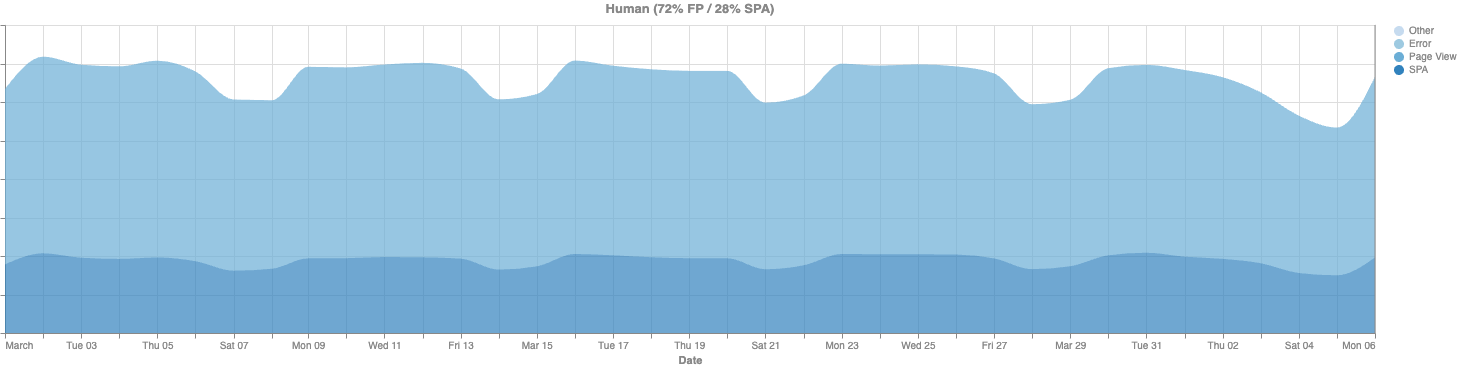 Human (72% FP / 28% SPA)
Other
Error
Page View
SPA
March Tue 03 Thu 05 Sat 07 Mon 09 Wed 11 Fri 13 Mar 15 Tue 17 Thu 19 Sat 21 Mon 23 Wed 25 Fri 27 Mar 29 Tue 31 Thu 02 Sat 04 Mon 06
Date